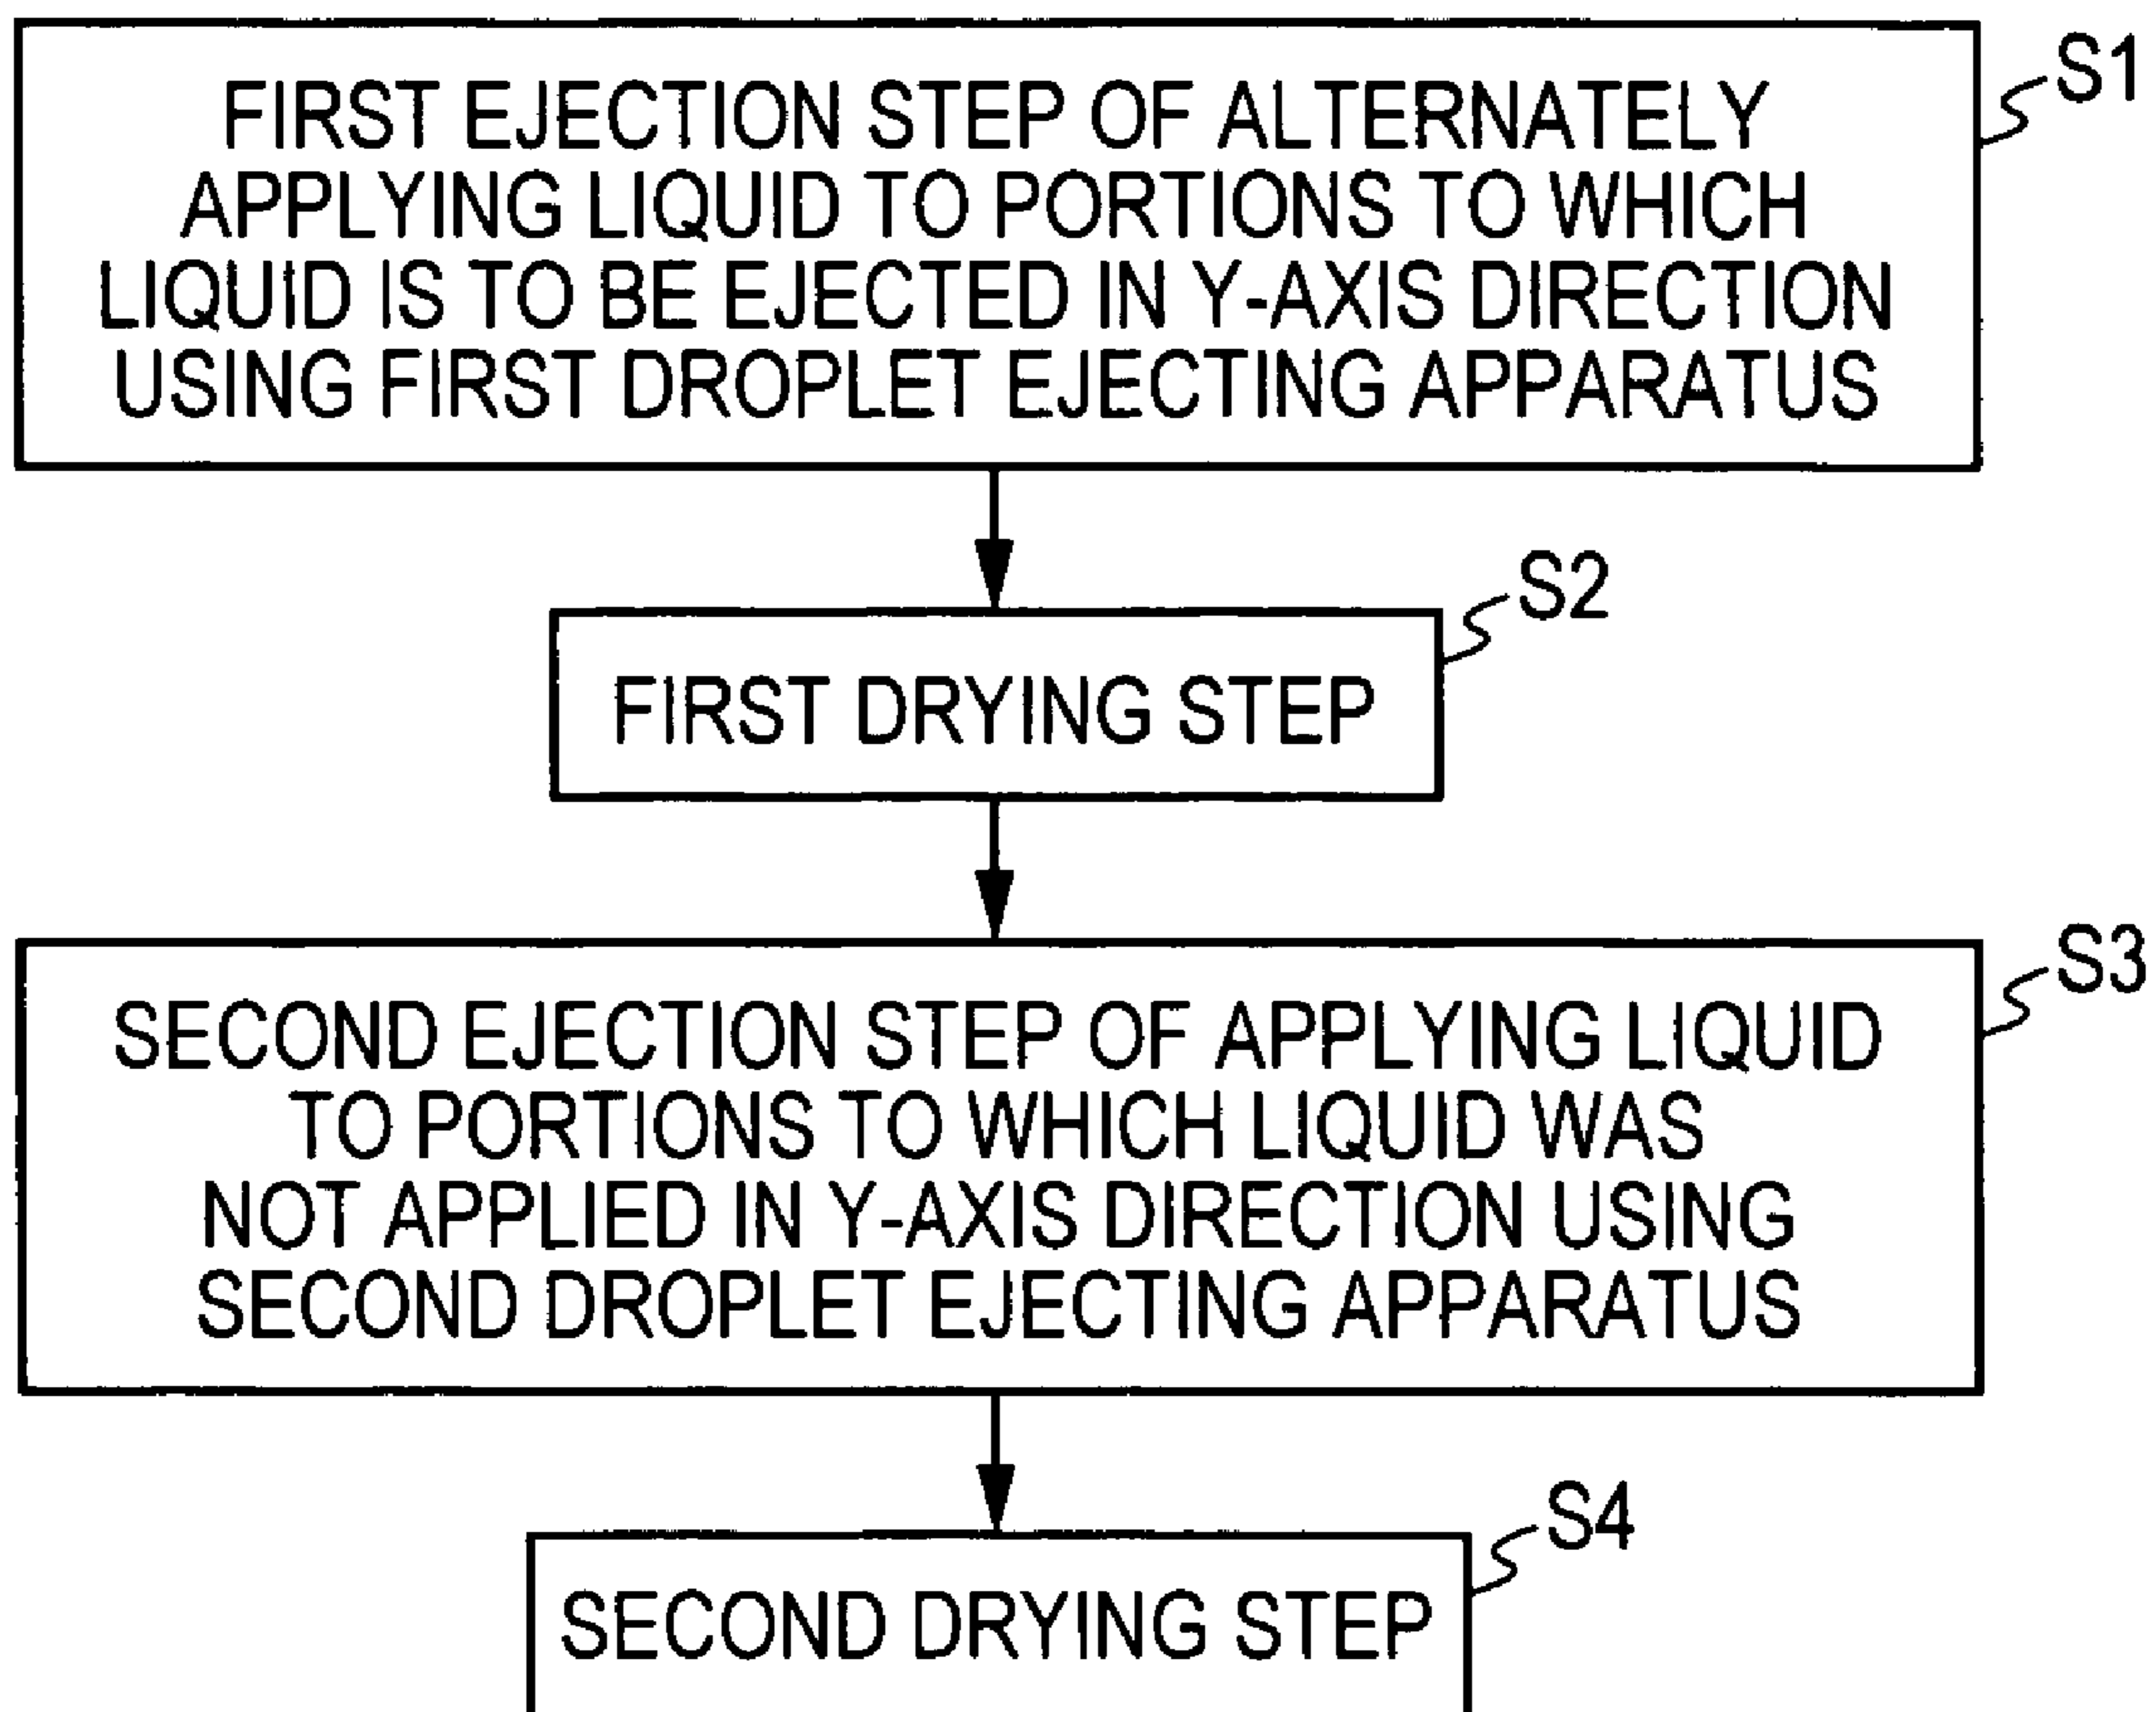 FIRST EJECTION STEP OF ALTERNATELY
APPLYING LIQUID TO PORTIONS TO WHICH
LIQUID IS TO BE EJECTED IN Y-AXIS DIRECTION
USING FIRST DROPLET EJECTING APPARATUS
S1
FIRST DRYING STEP
S2
SECOND EJECTION STEP OF APPLYING LIQUID
TO PORTIONS TO WHICH LIQUID WAS
NOT APPLIED IN Y-AXIS DIRECTION USING
SECOND DROPLET EJECTING APPARATUS
S3
SECOND DRYING STEP
S4